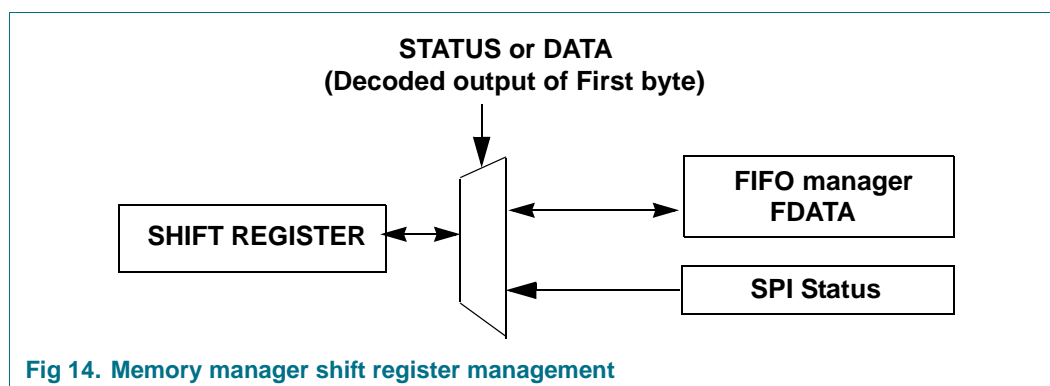 STATUS or DATA
(Decoded output of First byte)
SHIFT REGISTER
FIFO manager
FDATA
SPI Status
Fig 14. Memory manager shift register management